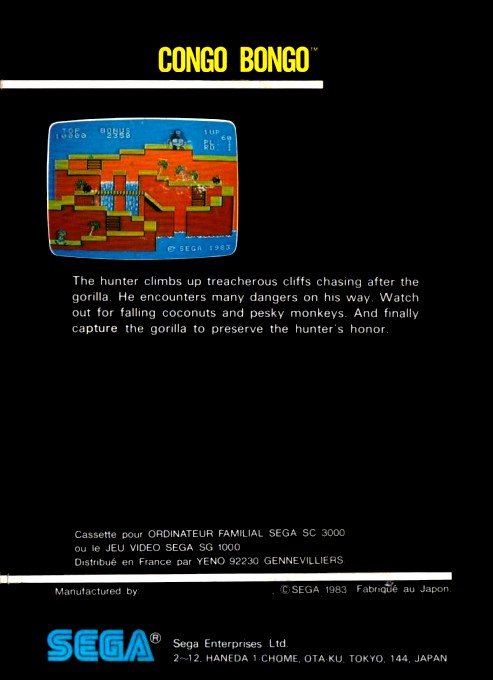 CONGO BONGO™
TOP BONUS 1UP
10000 2350 60
RD. 1
© SEGA 1983
The hunter climbs up treacherous cliffs chasing after the
gorilla. He encounters many dangers on his way. Watch
out for falling coconuts and pesky monkeys. And finally
capture the gorilla to preserve the hunter's honor.
Cassette pour ORDINATEUR FAMILIAL SEGA SC 3000
ou le JEU VIDEO SEGA SG 1000
Distribué en France par YENO 92230 GENNEVILLIERS
Manufactured by ©SEGA 1983 Fabriqué au Japon.
SEGA® Sega Enterprises Ltd.
2~12, HANEDA 1 CHOME, OTA KU, TOKYO, 144, JAPAN